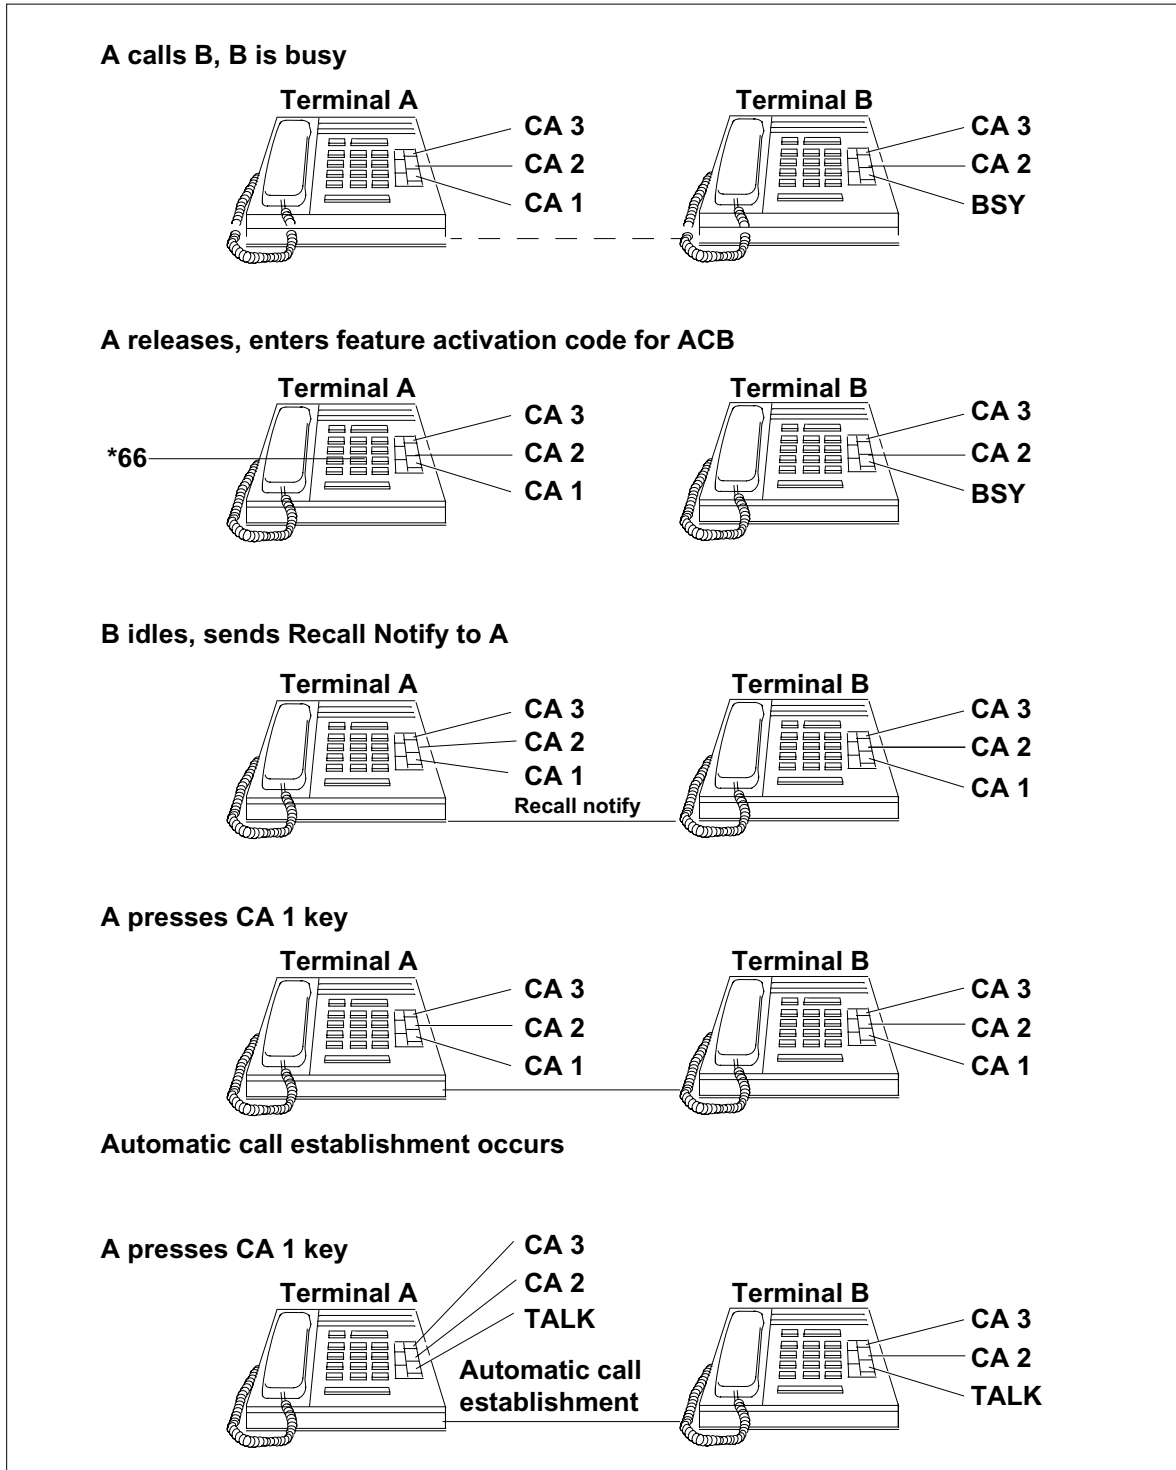 A calls B, B is busy
Terminal A
Terminal B
CA 3
CA 2
CA 1
CA 3
CA 2
BSY
A releases, enters feature activation code for ACB
Terminal A
Terminal B
*66
CA 3
CA 2
CA 1
CA 3
CA 2
BSY
B idles, sends Recall Notify to A
Terminal A
Terminal B
CA 3
CA 2
CA 1
Recall notify
CA 3
CA 2
CA 1
A presses CA 1 key
Terminal A
Terminal B
CA 3
CA 2
CA 1
CA 3
CA 2
CA 1
Automatic call establishment occurs
A presses CA 1 key
Terminal A
CA 3
CA 2
TALK
Automatic call
establishment
Terminal B
CA 3
CA 2
TALK